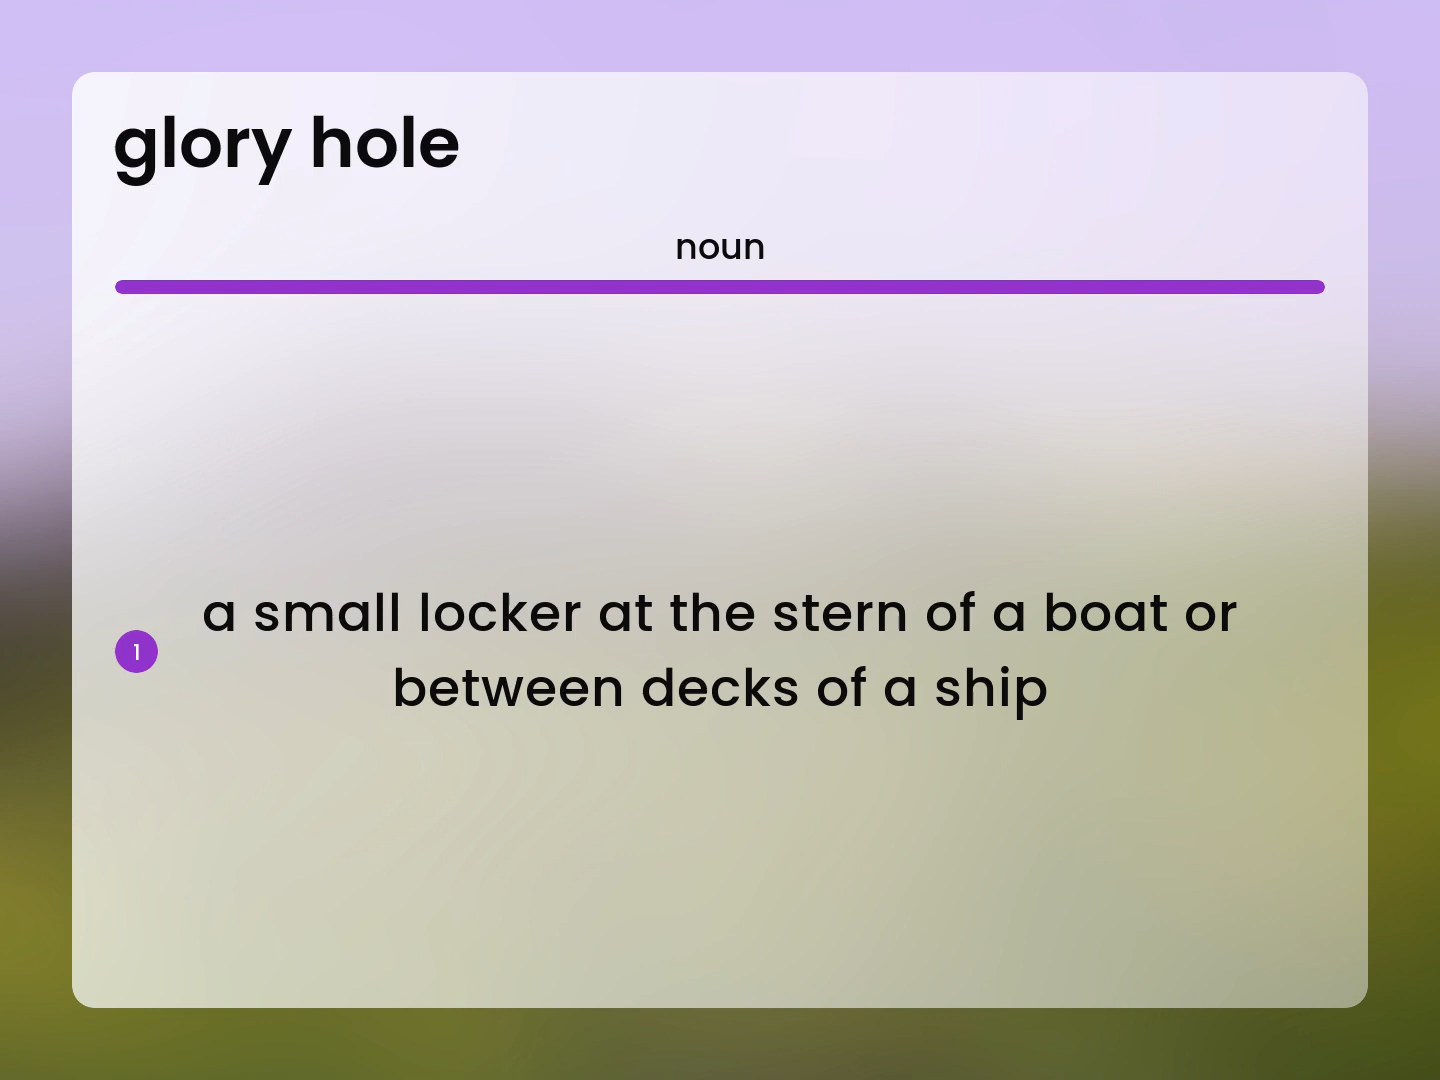 glory hole
noun
1
a small locker at the stern of a boat or
between decks of a ship